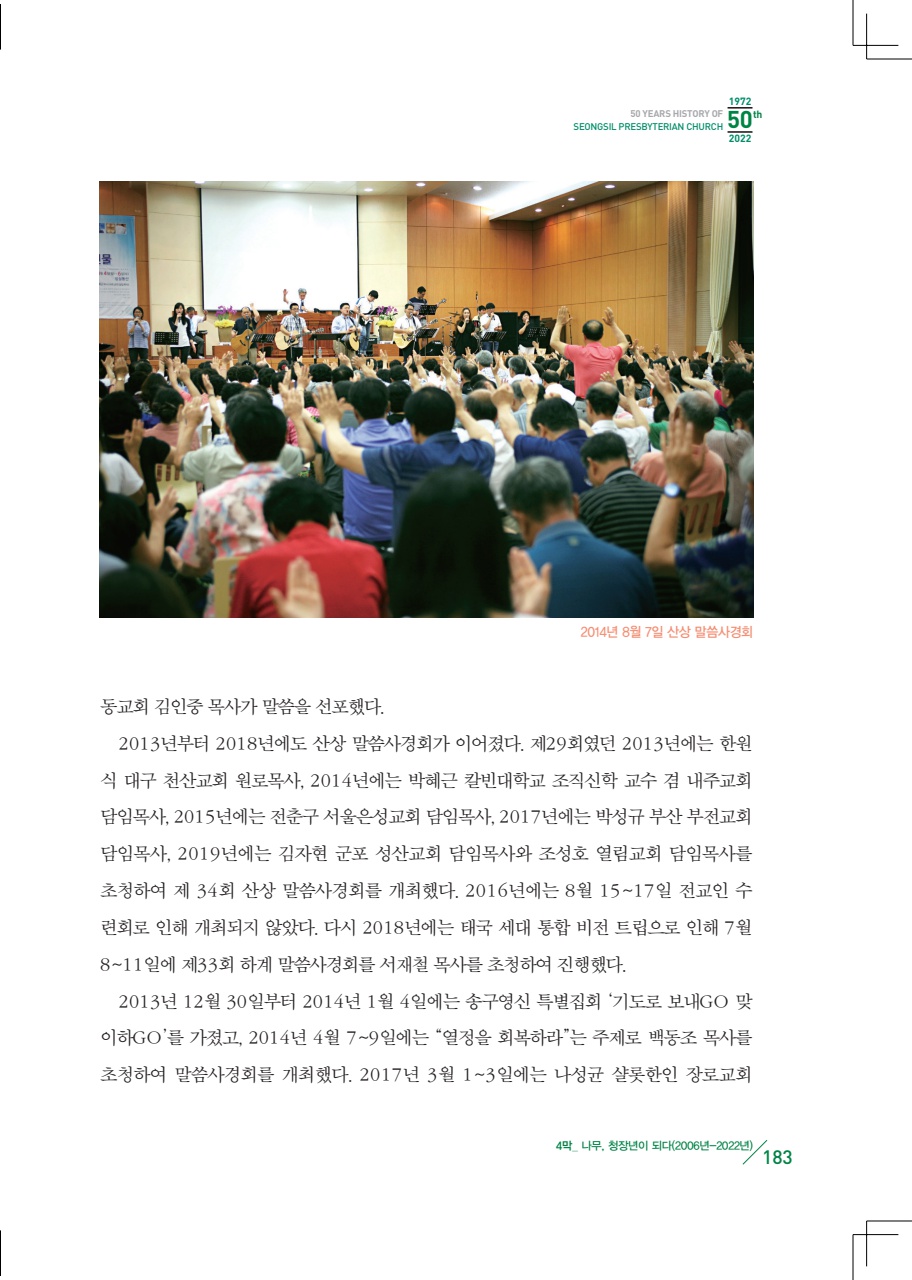 1972
50 YEARS HISTORY OF
SEONGSIL PRESBYTERIAN CHURCH
50th
2022
물
2014년 8월 7일 산상 말씀사경회
동교회 김인중 목사가 말씀을 선포했다.
2013년부터 2018년에도 산상 말씀사경회가 이어졌다. 제29회였던 2013년에는 한원
식 대구 천산교회 원로목사, 2014년에는 박혜근 칼빈대학교 조직신학 교수 겸 내주교회
담임목사, 2015년에는 전춘구 서울은성교회 담임목사, 2017년에는 박성규 부산 부전교회
담임목사, 2019년에는 김자현 군포 성산교회 담임목사와 조성호 열림교회 담임목사를
초청하여 제 34회 산상 말씀사경회를 개최했다. 2016년에는 8월 15~17일 전교인 수
련회로 인해 개최되지 않았다. 다시 2018년에는 태국 세대 통합 비전 트립으로 인해 7월
8~11일에 제33회 하계 말씀사경회를 서재철 목사를 초청하여 진행했다.
2013년 12월 30일부터 2014년 1월 4일에는 송구영신 특별집회 ‘기도로 보내GO 맞
이하GO’를 가졌고, 2014년 4월 7~9일에는 “열정을 회복하라”는 주제로 백동조 목사를
초청하여 말씀사경회를 개최했다. 2017년 3월 1~3일에는 나성균 샬롯한인 장로교회
4막_ 나무, 청장년이 되다(2006년-2022년)
183